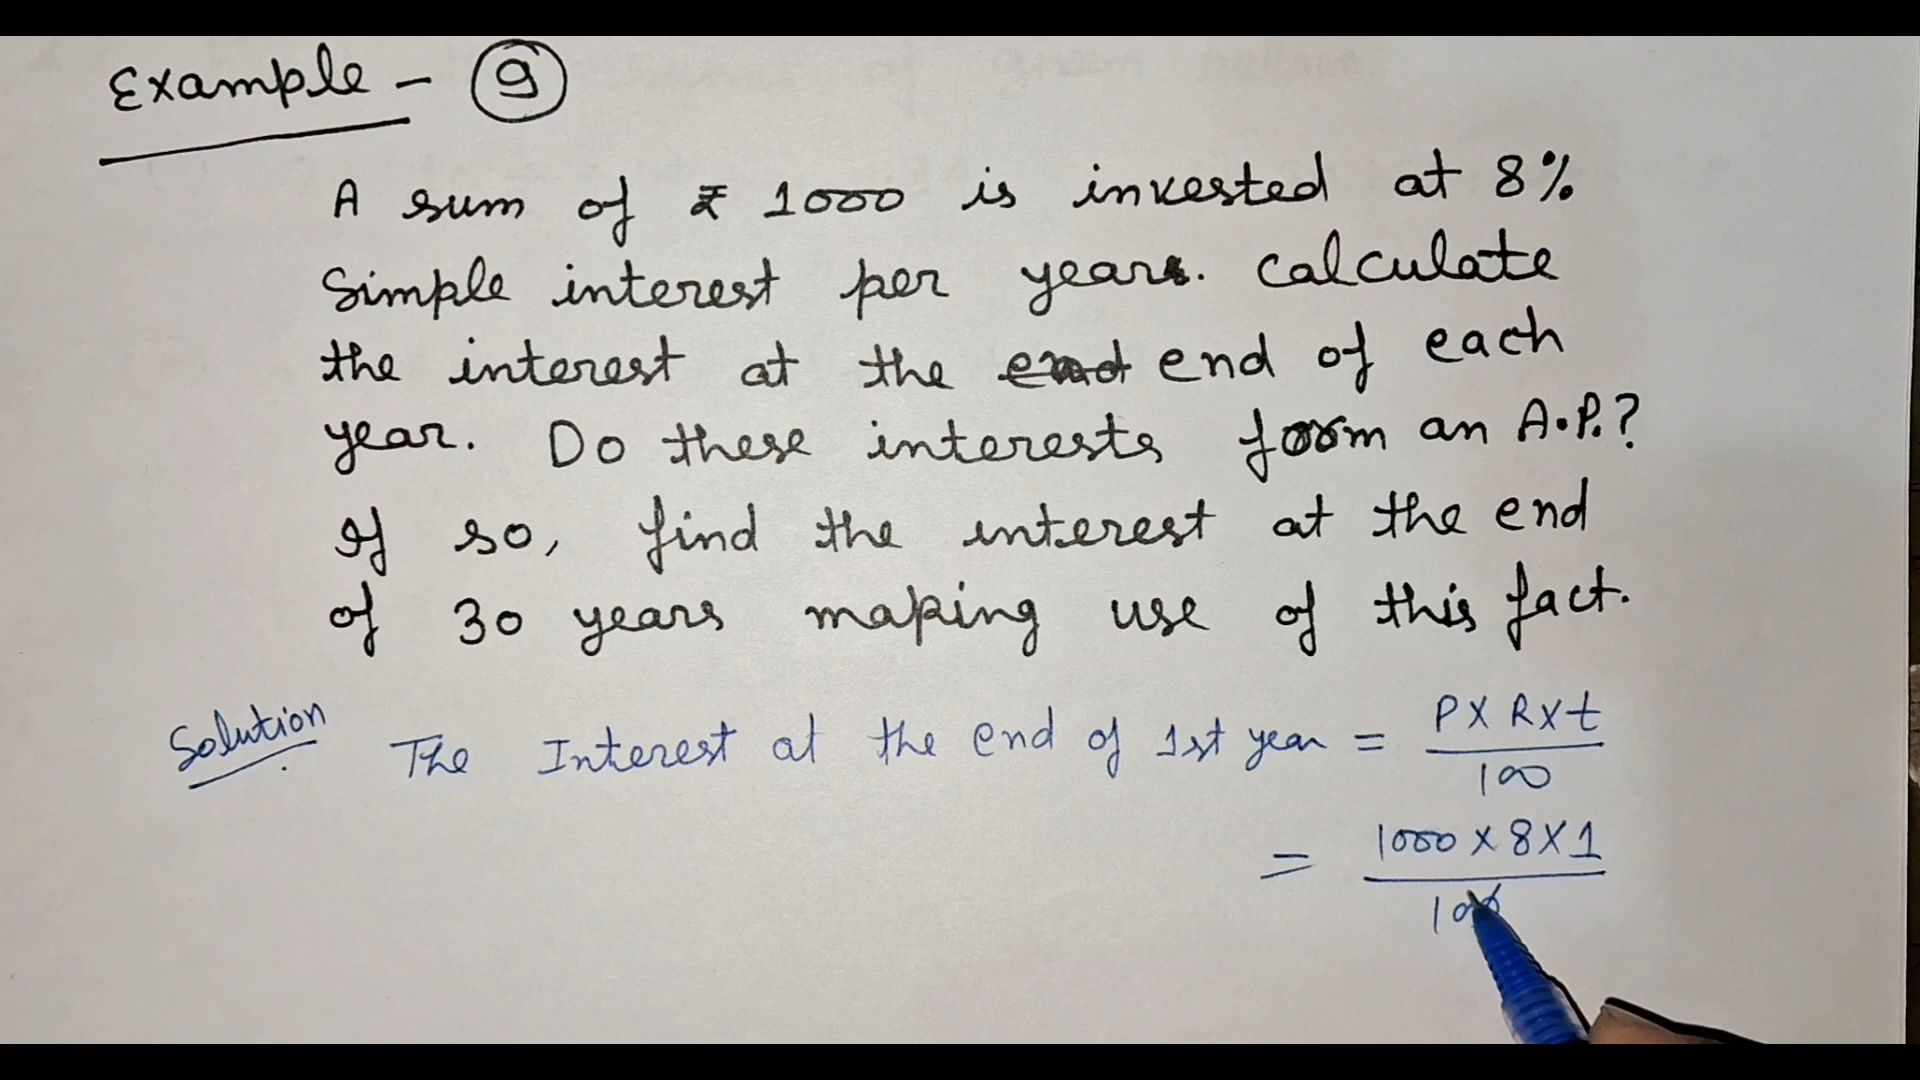 Example - 9
A sum of ₹ 1000 is invested at 8%
Simple interest per year. calculate
the interest at the end end of each
year. Do these interests form an A.P.?
If so, find the interest at the end
of 30 years making use of this fact.
Solution. The Interest at the end of 1st year = P X R X t / 100
= 1000 X 8 X 1 / 100